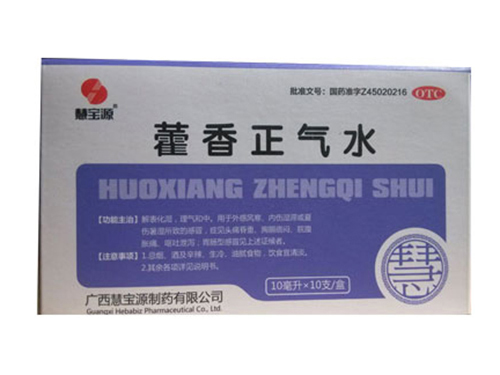 批准文号：国药准字Z45020216 OTC
慧宝源®
藿香正气水
HUOXIANG ZHENGQI SHUI
【功能主治】 解表化湿，理气和中。用于外感风寒、内伤湿滞或夏
伤暑湿所致的感冒，症见头痛昏重、胸膈痞闷、脘腹
胀痛、呕吐泄泻；胃肠型感冒见上述证候者。
【注意事项】 1.忌烟、酒及辛辣、生冷、油腻食物，饮食宜清淡。
2.其余各项详见说明书。
慧
10毫升×10支/盒
广西慧宝源制药有限公司
Guangxi Hebabiz Pharmaceutical Co., Ltd.